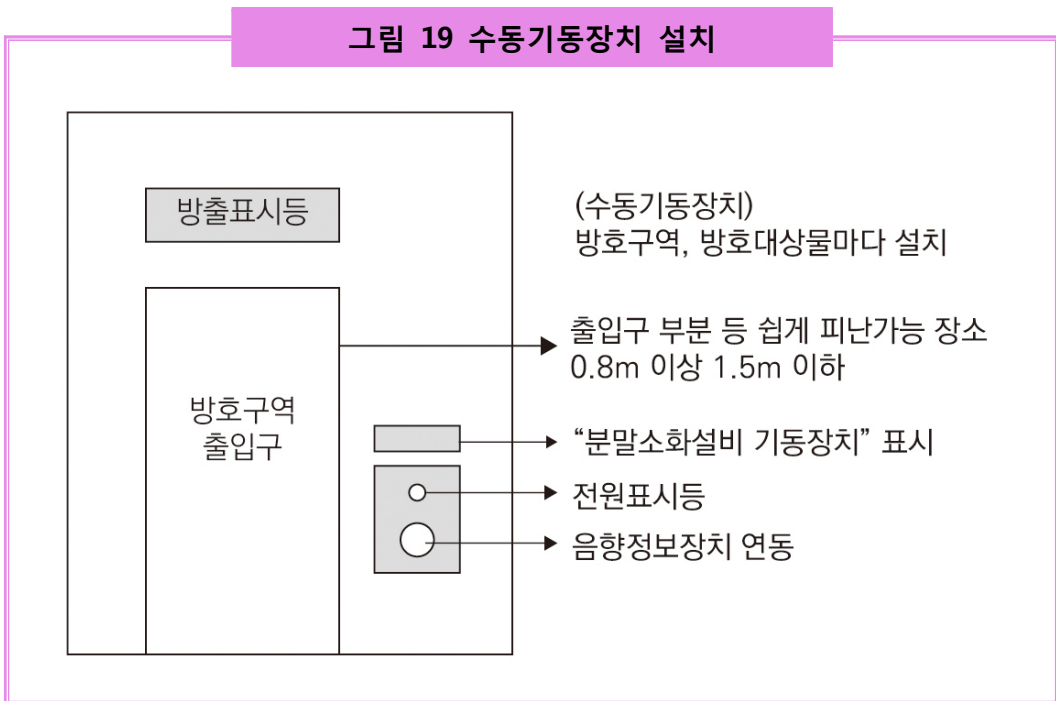 그림 19 수동기동장치 설치
방출표시등
(수동기동장치)
방호구역, 방호대상물마다 설치
출입구 부분 등 쉽게 피난가능 장소
0.8m 이상 1.5m 이하
방호구역
출입구
“분말소화설비 기동장치” 표시
전원표시등
음향정보장치 연동